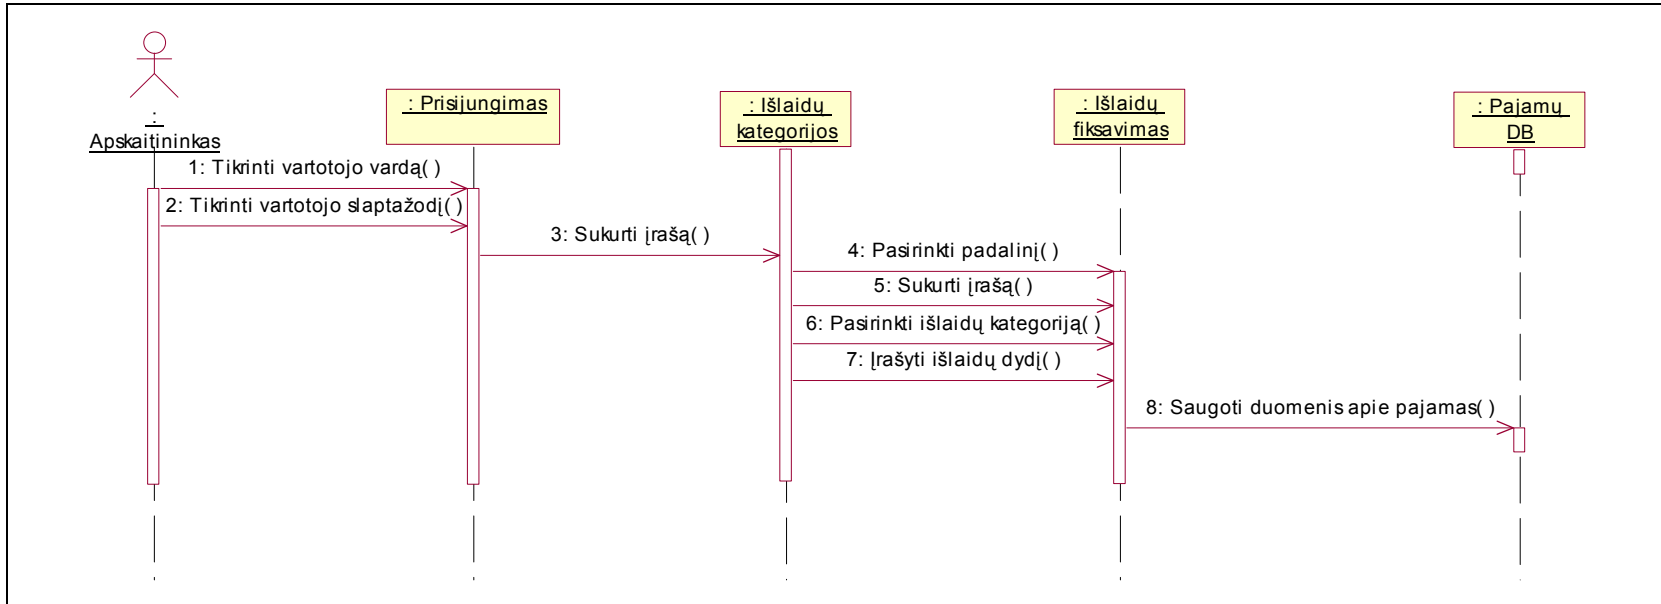 :
Apskaitininkas
: Prisijungimas
: Išlaidų
kategorijos
: Išlaidų
fiksavimas
: Pajamų
DB
1: Tikrinti vartotojo vardą( )
2: Tikrinti vartotojo slaptažodį( )
3: Sukurti įrašą( )
4: Pasirinkti padalinį( )
5: Sukurti įrašą( )
6: Pasirinkti išlaidų kategoriją( )
7: Įrašyti išlaidų dydį( )
8: Saugoti duomenis apie pajamas( )